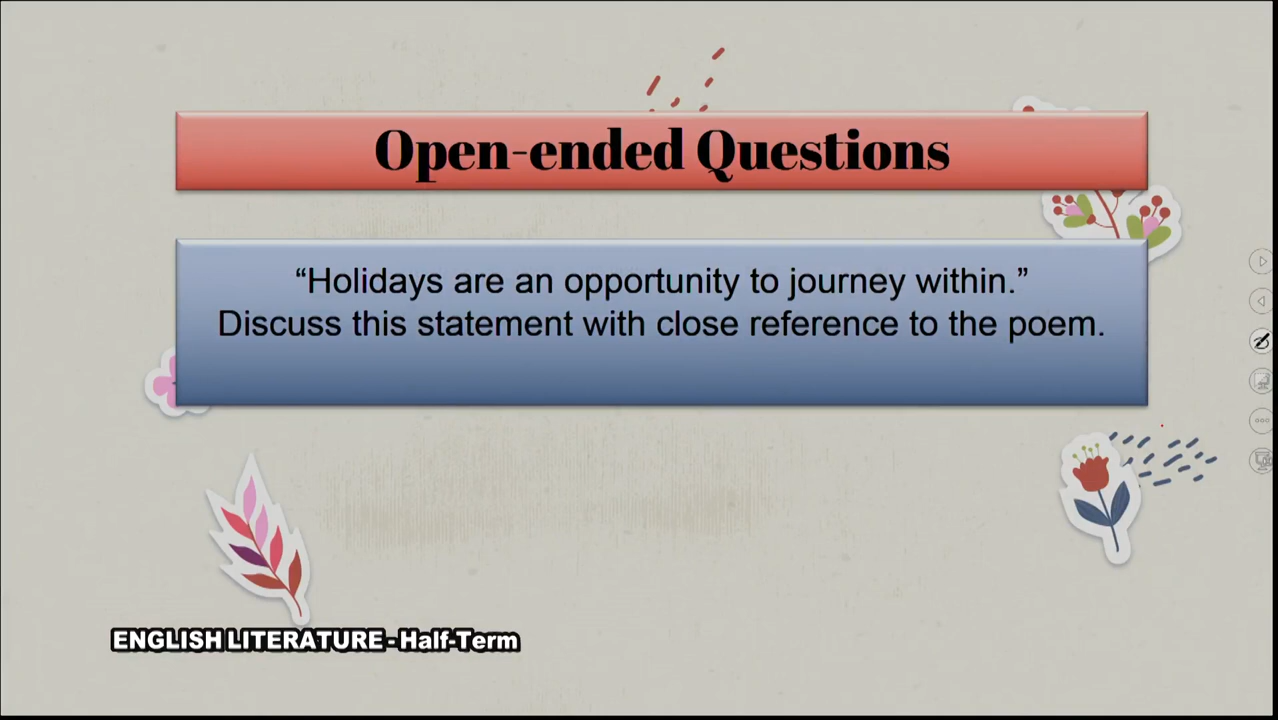 Open-ended Questions
“Holidays are an opportunity to journey within.”
Discuss this statement with close reference to the poem.
ENGLISH LITERATURE - Half-Term